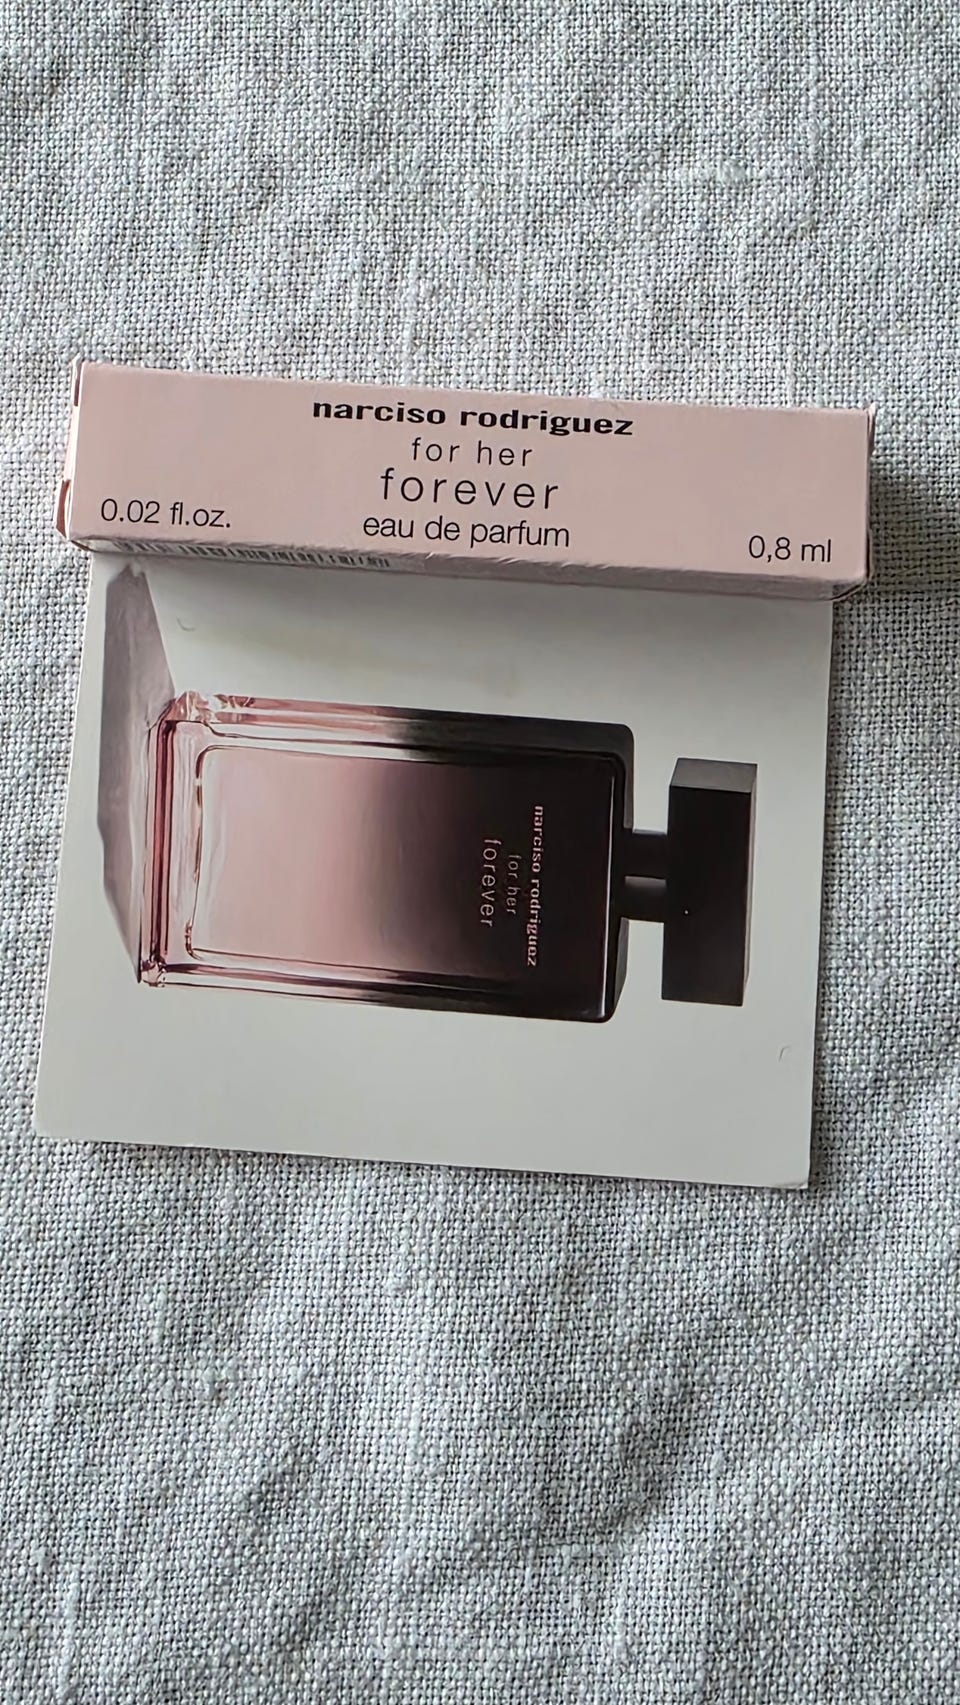 narciso rodriguez
for her
forever
eau de parfum
0.02 fl.oz.
0,8 ml
narciso rodriguez
for her
forever